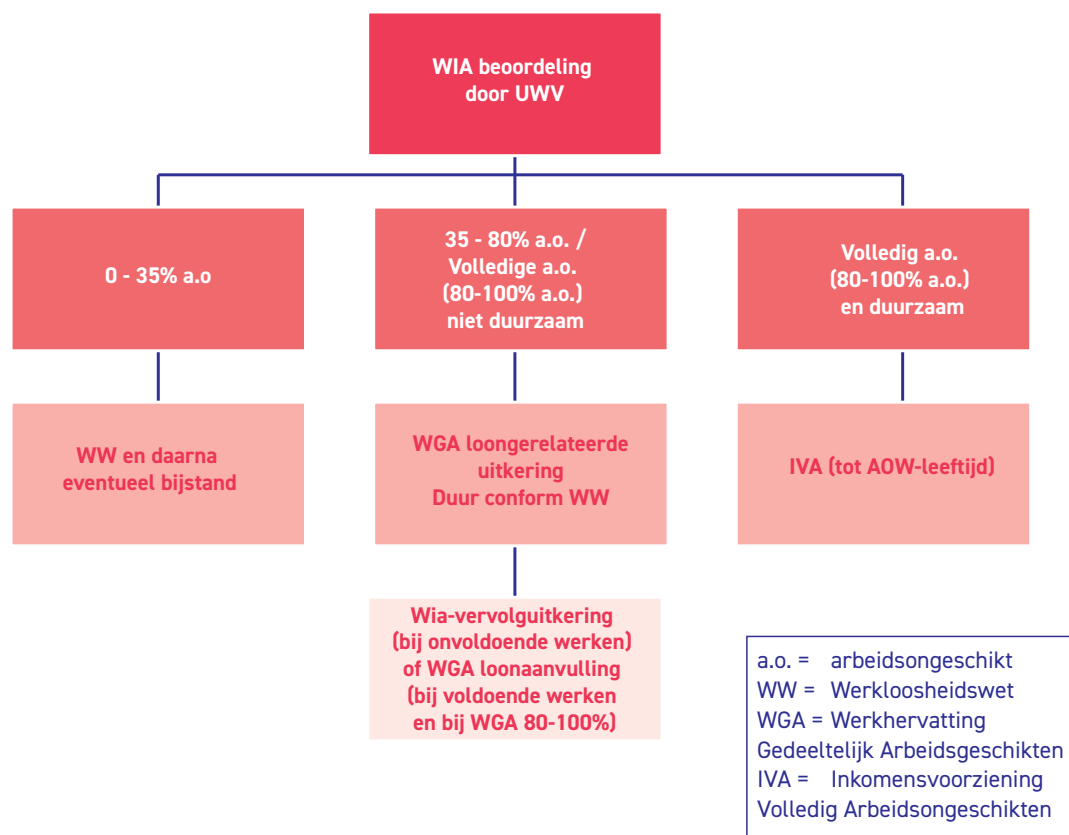 WIA beoordeling
door UWV
0 - 35% a.o
35 - 80% a.o. /
Volledige a.o.
(80-100% a.o.)
niet duurzaam
Volledig a.o.
(80-100% a.o.)
en duurzaam
WW en daarna
eventueel bijstand
WGA loongerelateerde
uitkering
Duur conform WW
IVA (tot AOW-leeftijd)
Wia-vervolguitkering
(bij onvoldoende werken)
of WGA loonaanvulling
(bij voldoende werken
en bij WGA 80-100%)
a.o. = arbeidsongeschikt
WW = Werkloosheidswet
WGA = Werkhervatting
Gedeeltelijk Arbeidsgeschikten
IVA = Inkomensvoorziening
Volledig Arbeidsongeschikten